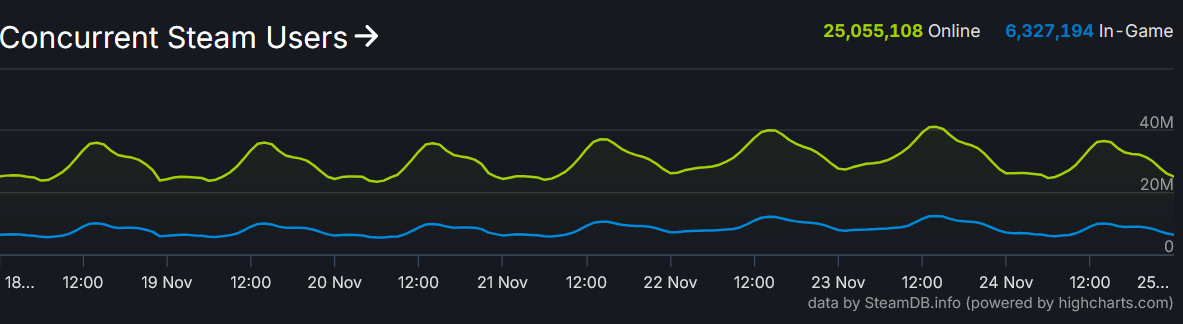 Concurrent Steam Users→
25,055,108 Online 6,327,194 In-Game
40M
20M
0
18... 12:00 19 Nov 12:00 20 Nov 12:00 21 Nov 12:00 22 Nov 12:00 23 Nov 12:00 24 Nov 12:00 25...
data by SteamDB.info (powered by highcharts.com)